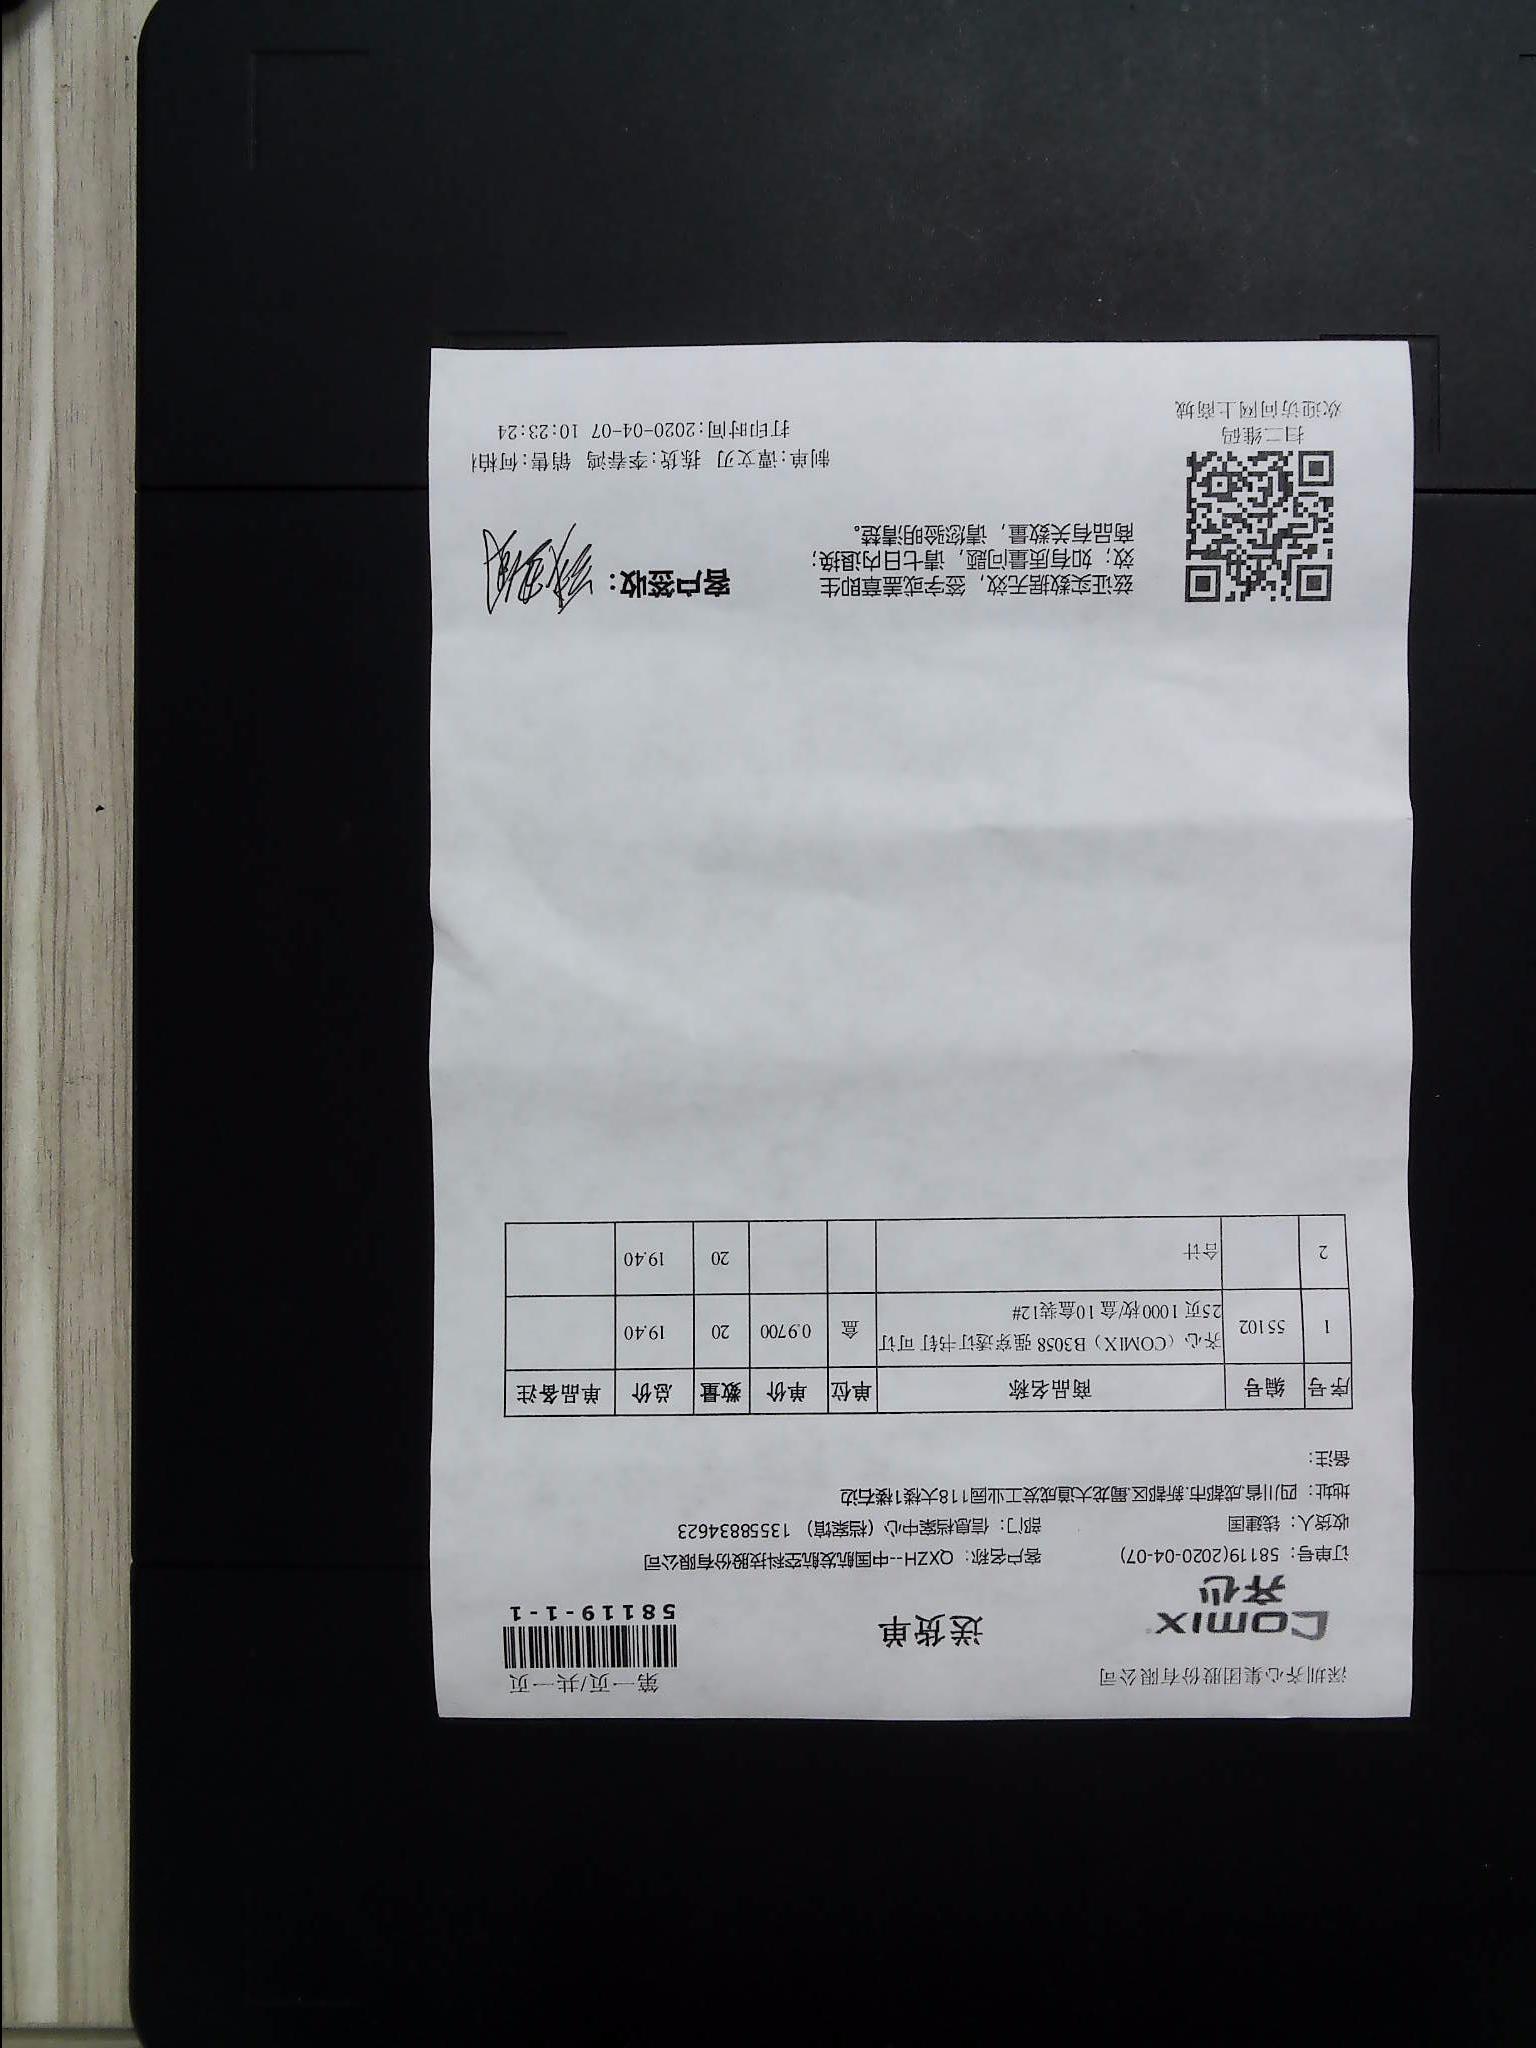 深圳齐心集团股份有限公司
第一页/共一页
COMIX
齐心
送货单
58119-1-1
订单号： 58119(2020-04-07) 客户名称： QXZH--中国航发航空科技股份有限公司
收货人： 钱建国 部门： 信息档案中心（档案馆） 13558834623
地址： 四川省.成都市.新都区.蜀龙大道成发工业园118大楼1楼右边
备注：
序号 编号 商品名称 单位 单价 数量 总价 单品备注
1 55102 齐心（COMIX）B3058 强穿透订书钉 可订 盒 0.9700 20 19.40
25页 1000枚/盒 10盒装12#
2 合计 20 19.40
兹证实数据无效，签字或盖章即生
效；如有质量问题，请七日内退换；
商品有关数量，请您验明清楚。
客户签收：
制单:谭文刃 拣货:李春鸿 销售:何柏
打印时间:2020-04-07 10:23:24
扫二维码
欢迎访问网上商城